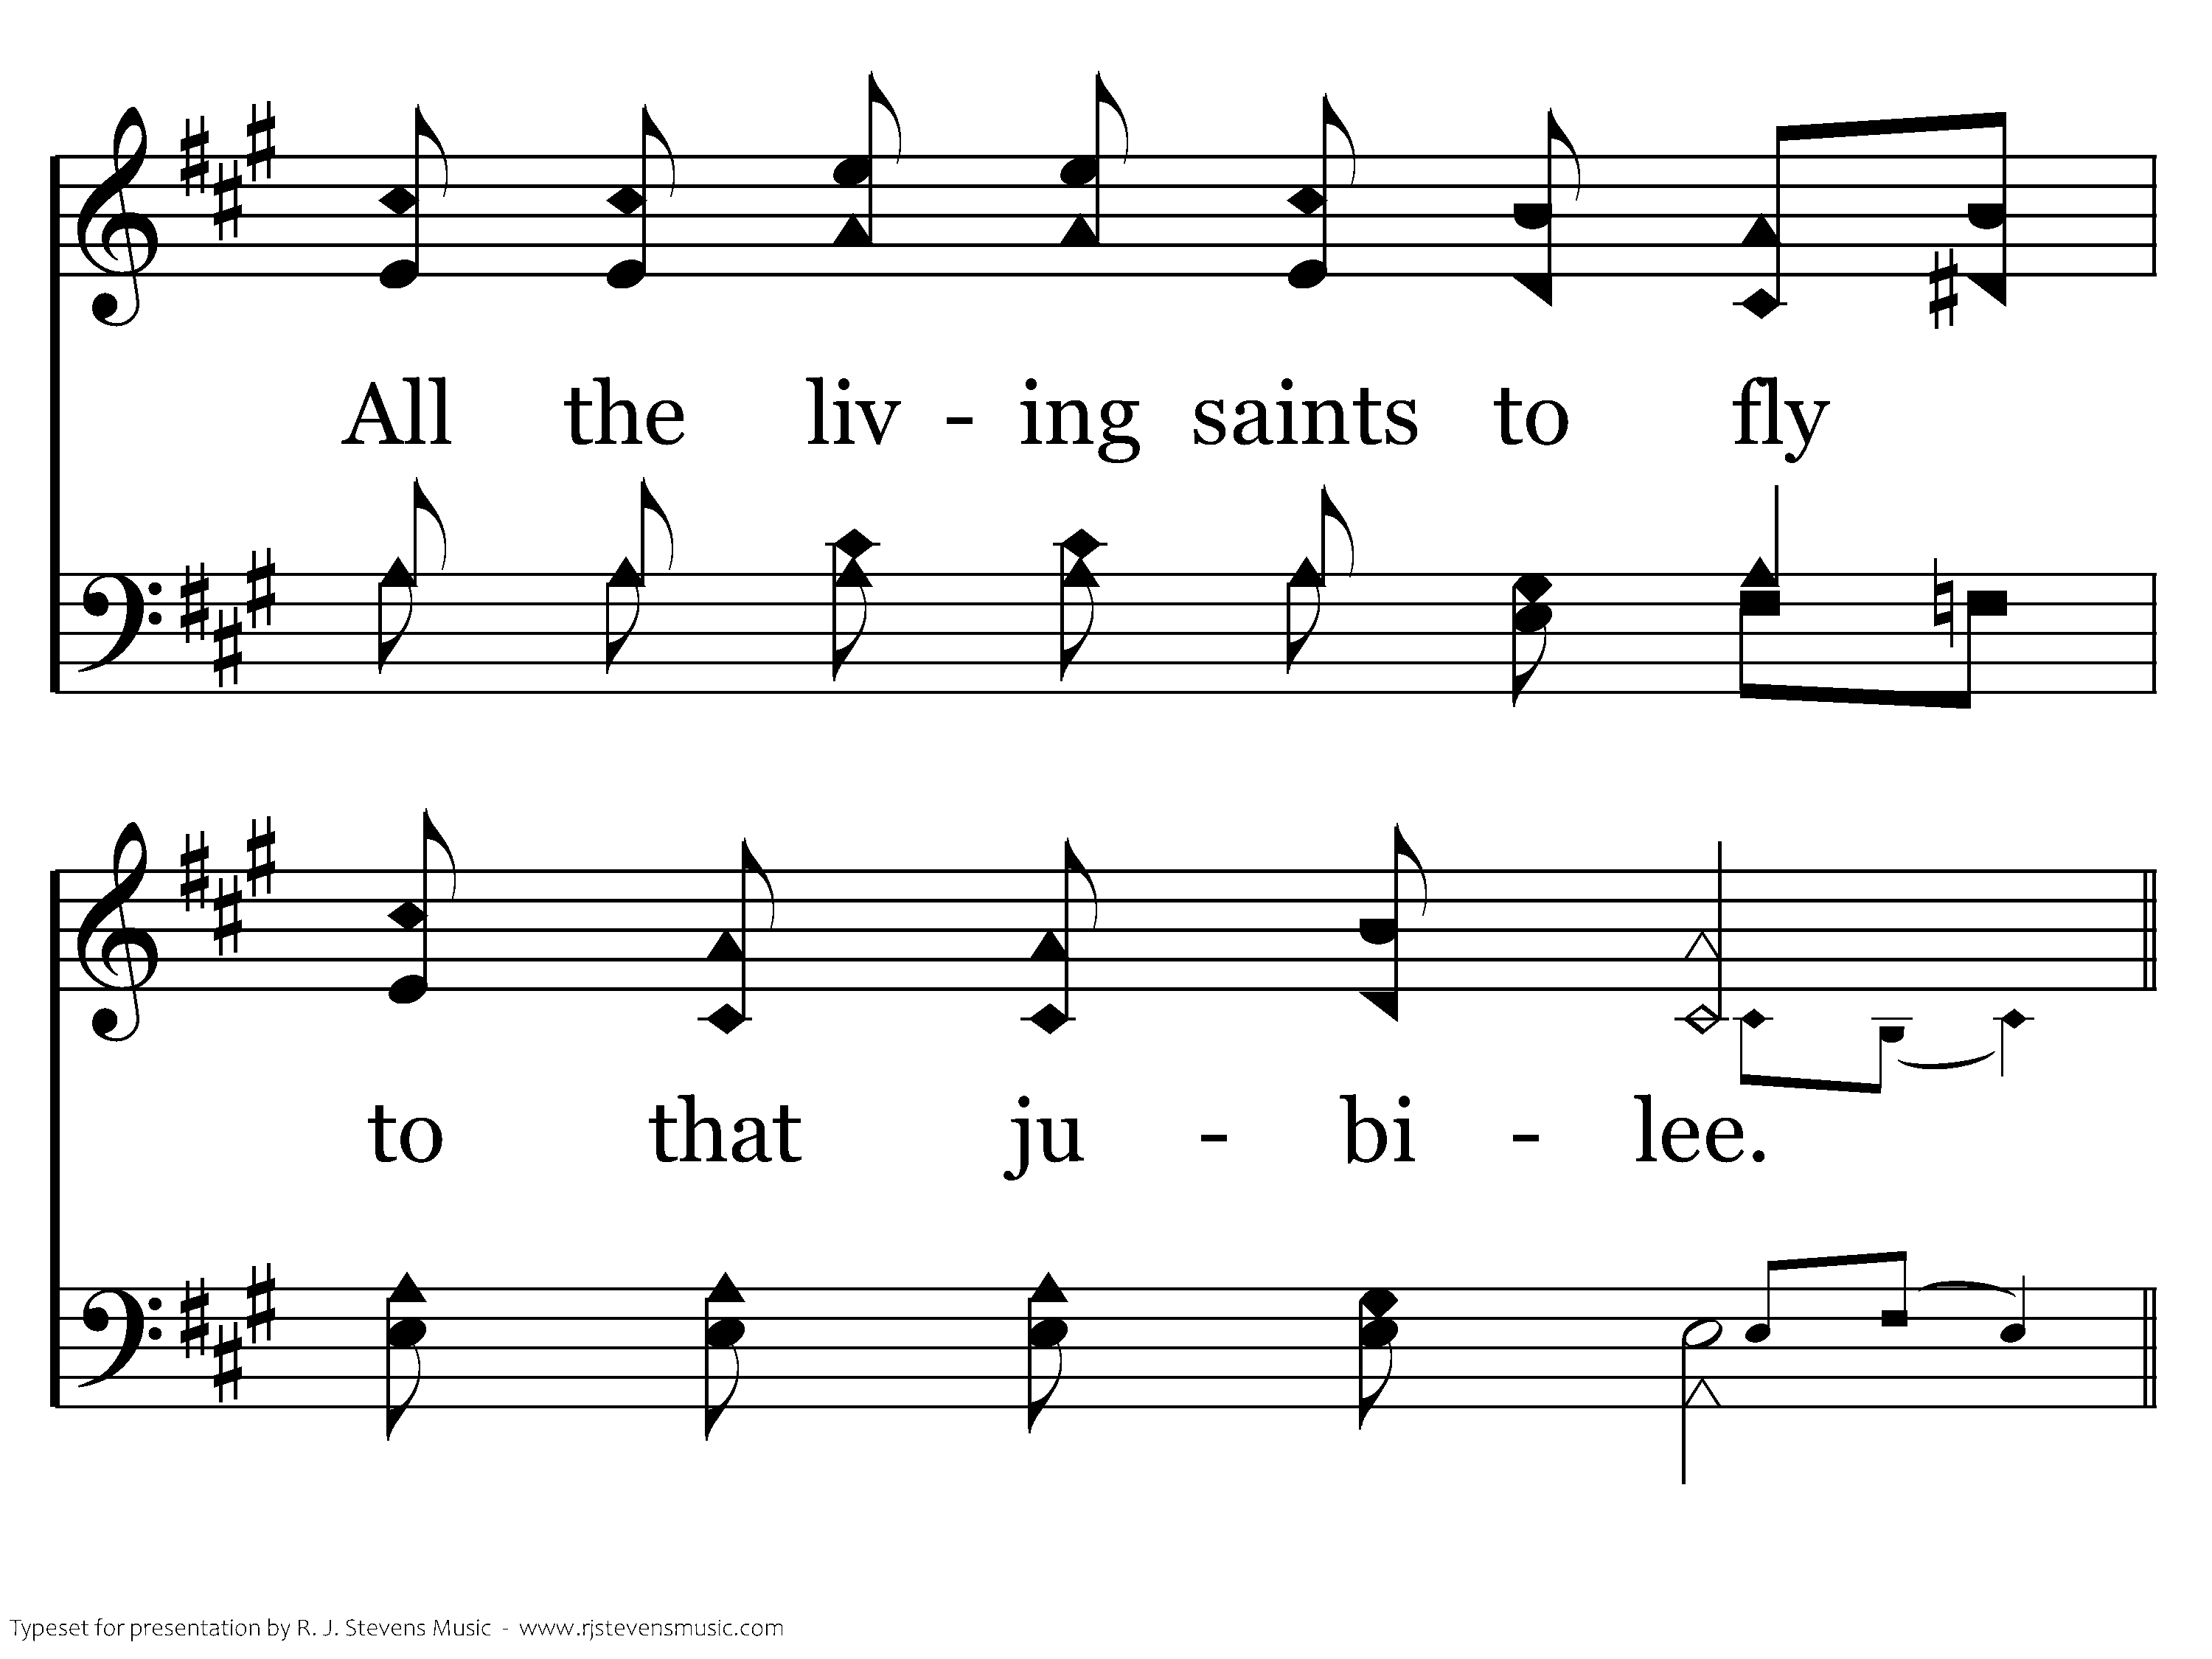 All the liv - ing saints to fly
to that ju - bi - lee.
Typeset for presentation by R. J. Stevens Music - www.rjstevensmusic.com